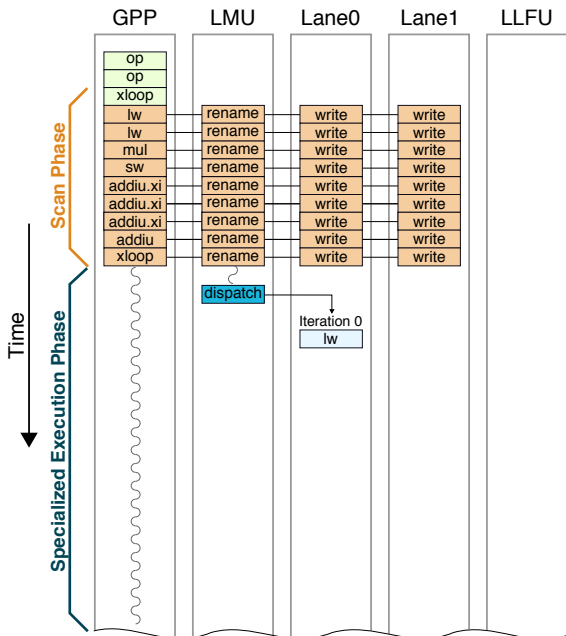 GPP LMU Lane0 Lane1 LLFU
op
op
xloop
lw rename write write
lw rename write write
mul rename write write
sw rename write write
addiu.xi rename write write
addiu.xi rename write write
addiu.xi rename write write
addiu rename write write
xloop rename write write
dispatch
Iteration 0
lw
Scan Phase
Time
Specialized Execution Phase